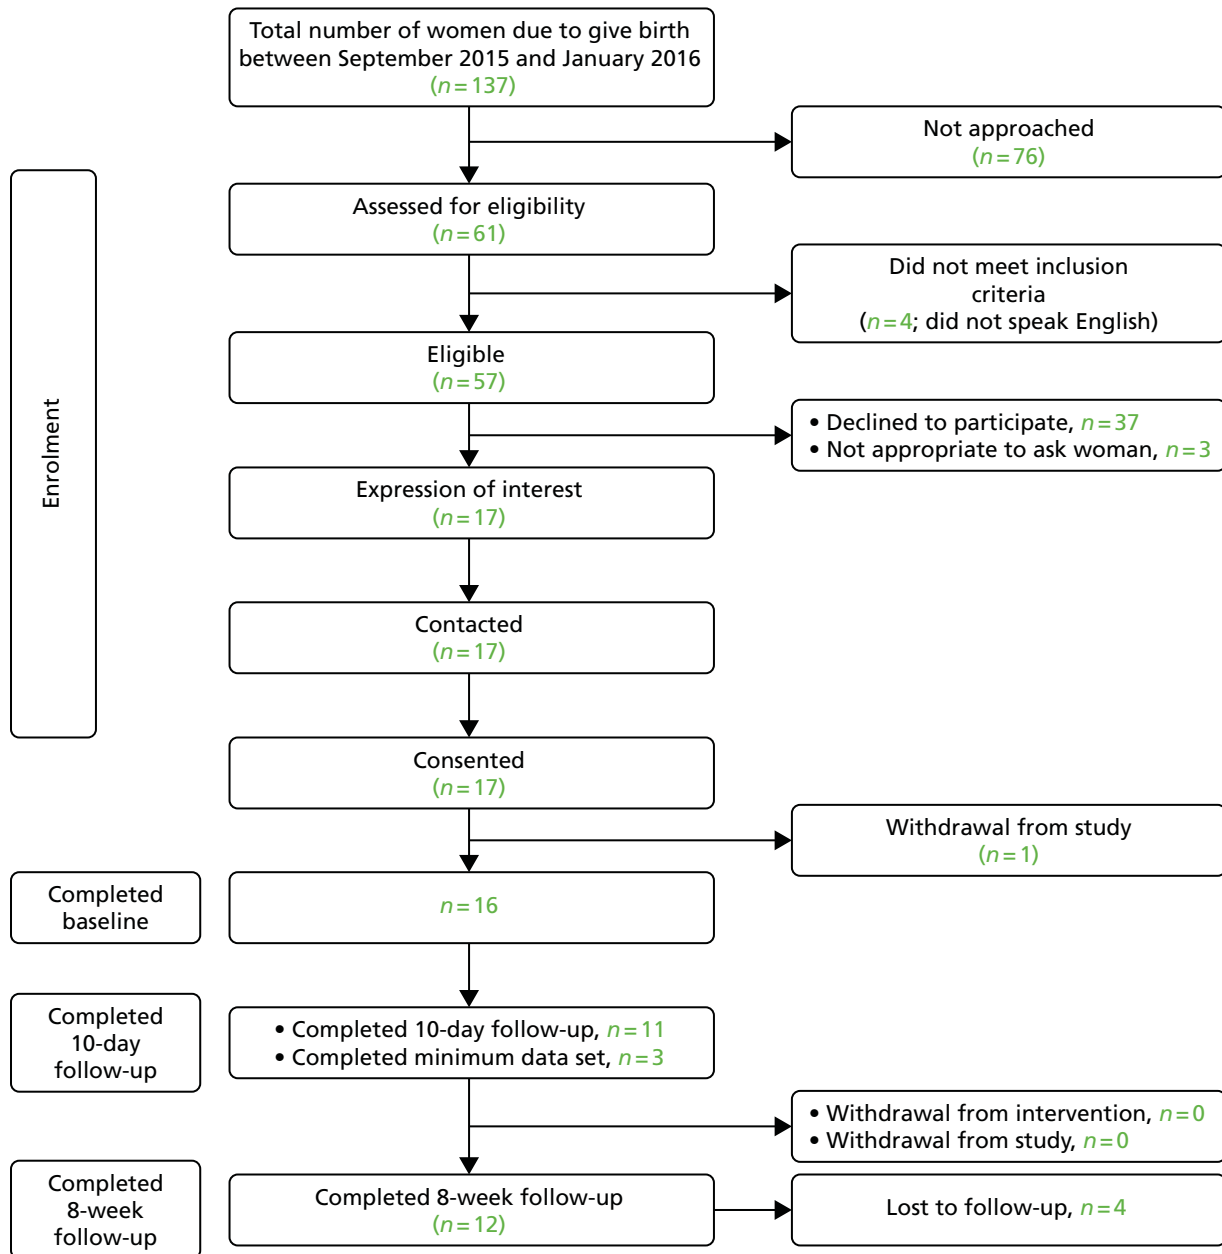 Total number of women due to give birth
between September 2015 and January 2016
(n=137)
Not approached
(n=76)
Enrolment
Assessed for eligibility
(n=61)
Did not meet inclusion
criteria
(n=4; did not speak English)
Eligible
(n=57)
• Declined to participate, n=37
• Not appropriate to ask woman, n=3
Expression of interest
(n=17)
Contacted
(n=17)
Consented
(n=17)
Withdrawal from study
(n=1)
Completed
baseline
n=16
Completed
10-day
follow-up
• Completed 10-day follow-up, n=11
• Completed minimum data set, n=3
• Withdrawal from intervention, n=0
• Withdrawal from study, n=0
Completed
8-week
follow-up
Completed 8-week follow-up
(n=12)
Lost to follow-up, n=4